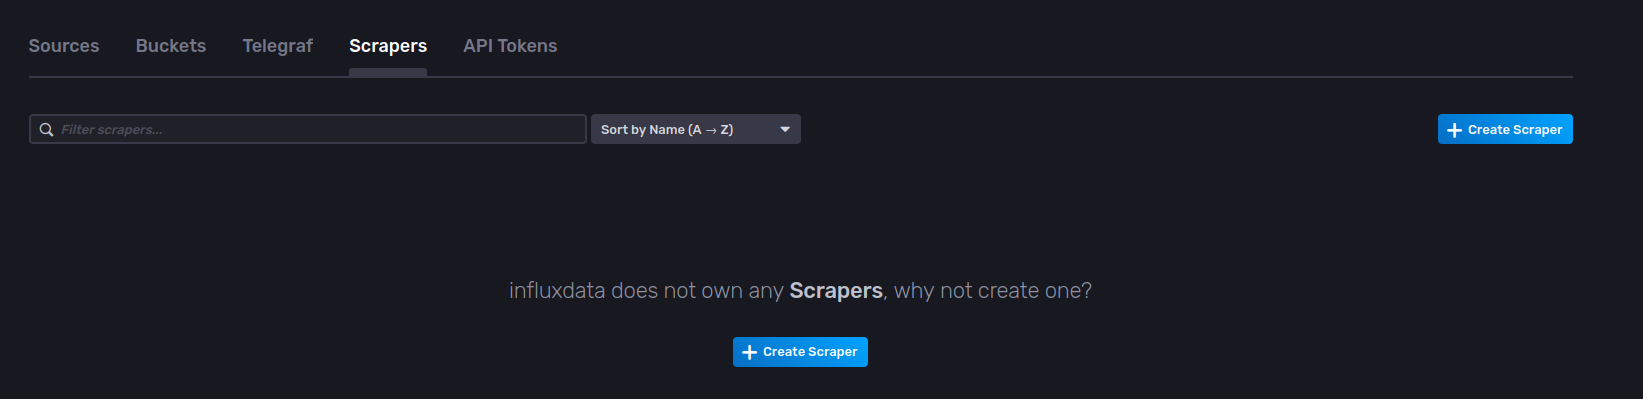 Sources Buckets Telegraf Scrapers API Tokens
Filter scrapers... Sort by Name (A → Z) Create Scraper
influxdata does not own any Scrapers, why not create one?
Create Scraper